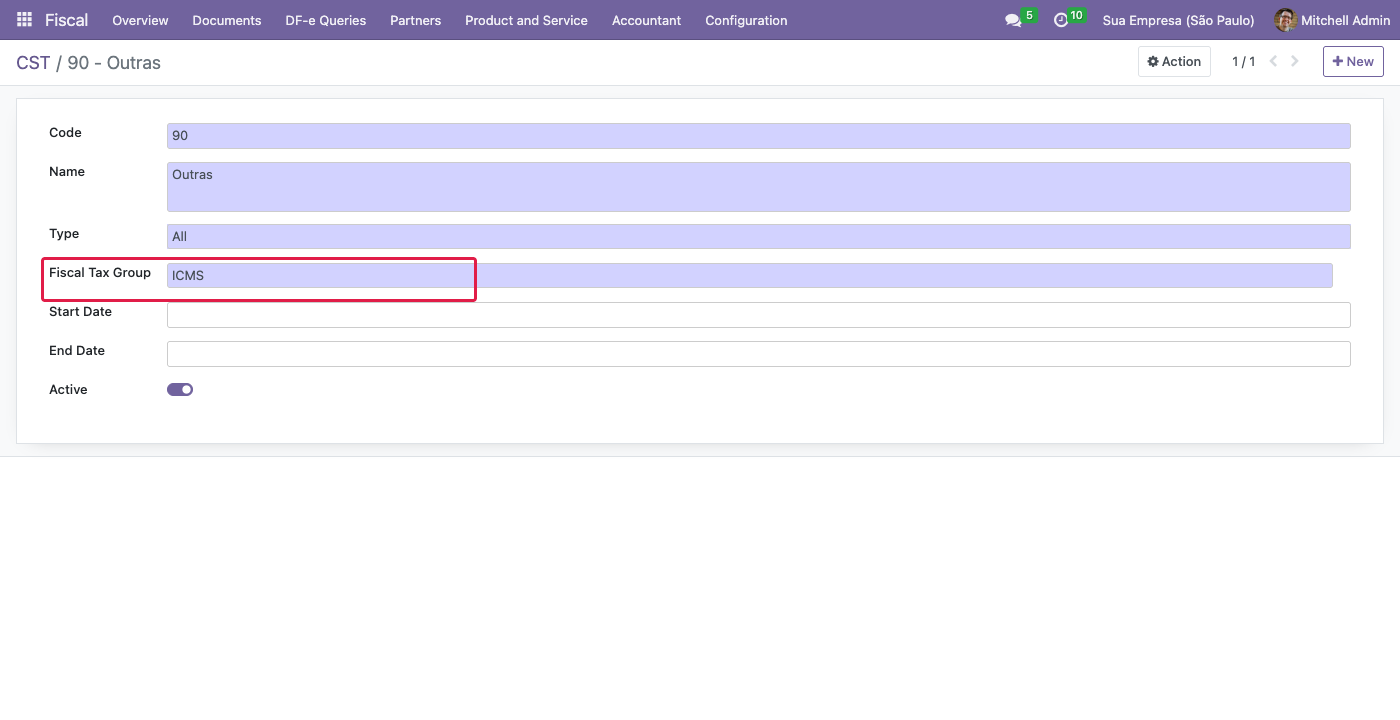 Fiscal Overview Documents DF-e Queries Partners Product and Service Accountant Configuration 5 10 Sua Empresa (São Paulo) Mitchell Admin
CST / 90 - Outras Action 1 / 1 New
Code 90
Name Outras
Type All
Fiscal Tax Group ICMS
Start Date
End Date
Active